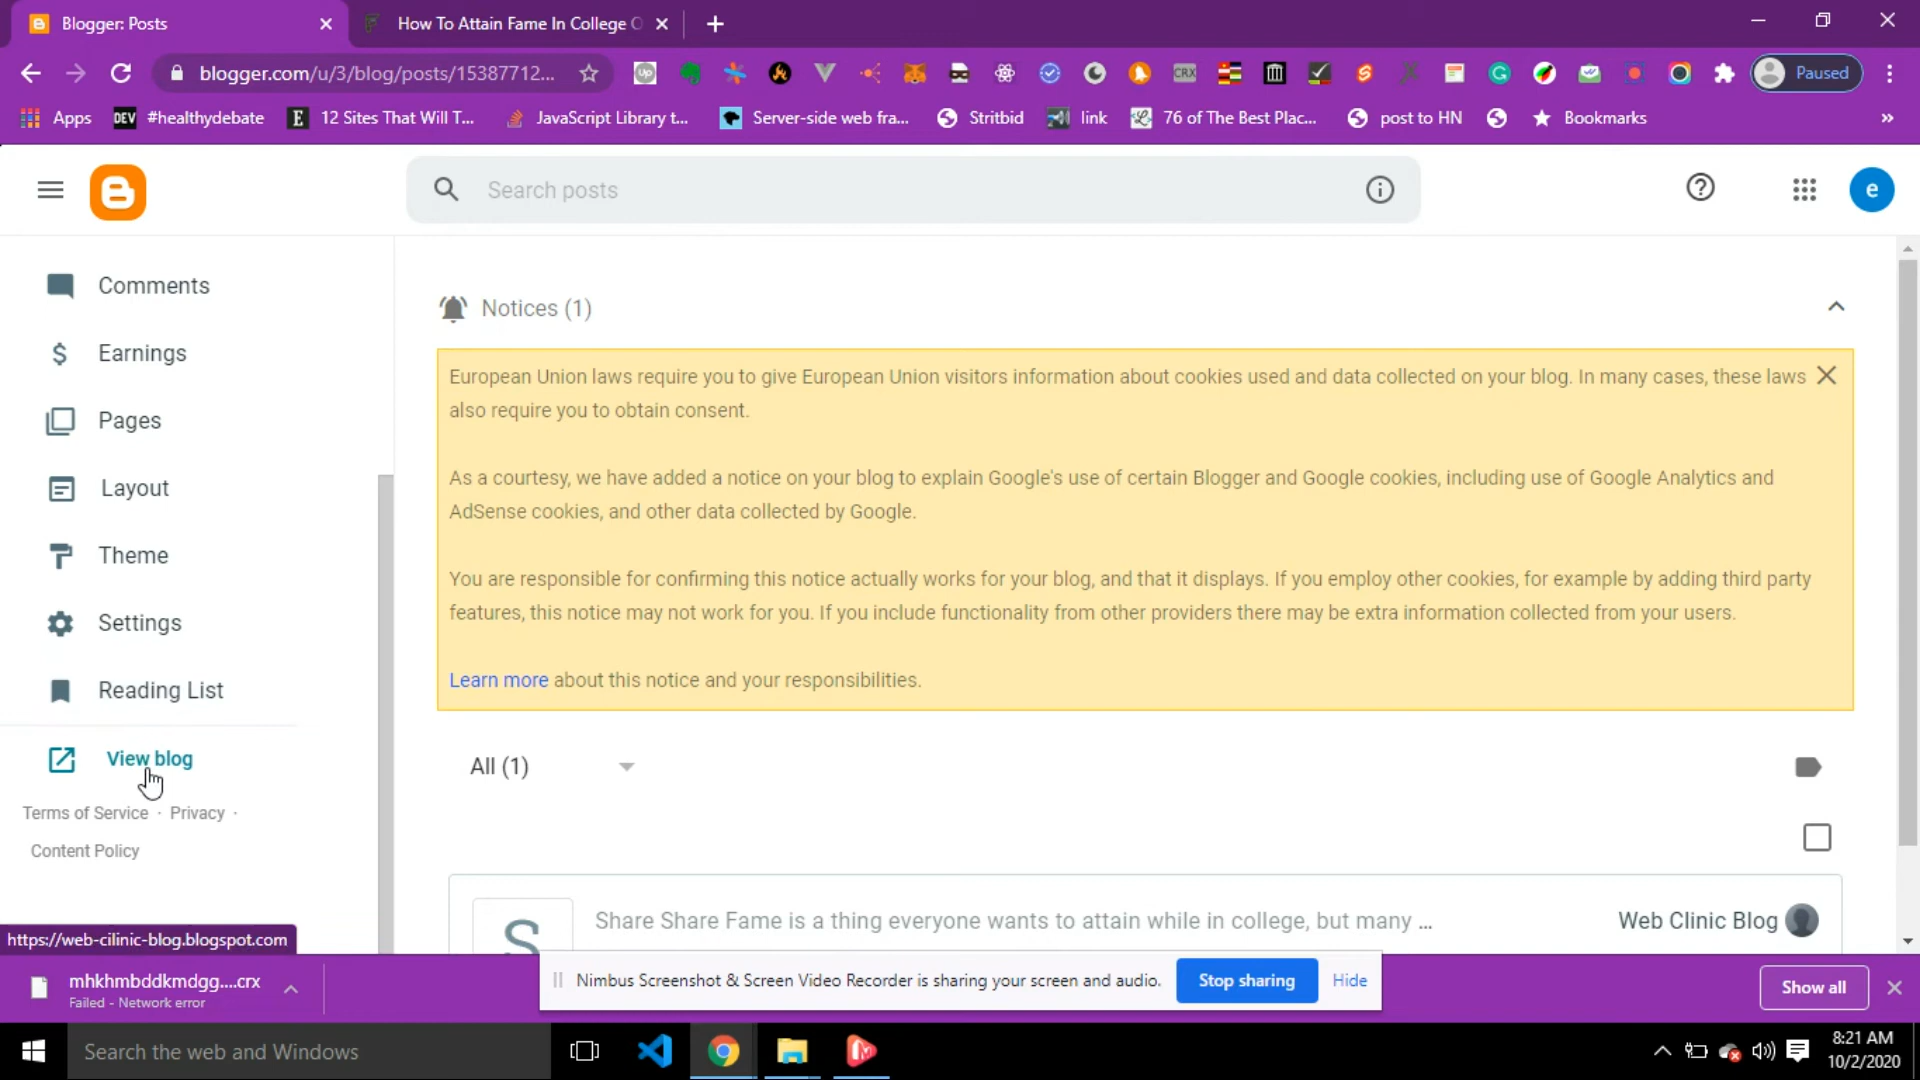 Blogger: Posts
How To Attain Fame In College O
blogger.com/u/3/blog/posts/15387712...
Up
CRX
Paused
Apps
DEV #healthydebate
E 12 Sites That Will T...
JavaScript Library t...
Server-side web fra...
Stritbid
link
76 of The Best Plac...
post to HN
Bookmarks
Search posts
e
Comments
Earnings
Pages
Layout
Theme
Settings
Reading List
View blog
Terms of Service · Privacy ·
Content Policy
https://web-cilinic-blog.blogspot.com
Notices (1)
European Union laws require you to give European Union visitors information about cookies used and data collected on your blog. In many cases, these laws
also require you to obtain consent.
As a courtesy, we have added a notice on your blog to explain Google's use of certain Blogger and Google cookies, including use of Google Analytics and
AdSense cookies, and other data collected by Google.
You are responsible for confirming this notice actually works for your blog, and that it displays. If you employ other cookies, for example by adding third party
features, this notice may not work for you. If you include functionality from other providers there may be extra information collected from your users.
Learn more about this notice and your responsibilities.
All (1)
S
Share Share Fame is a thing everyone wants to attain while in college, but many ...
Web Clinic Blog
mhkhmbddkmdgg....crx
Failed - Network error
Nimbus Screenshot & Screen Video Recorder is sharing your screen and audio.
Stop sharing
Hide
Show all
Search the web and Windows
8:21 AM
10/2/2020